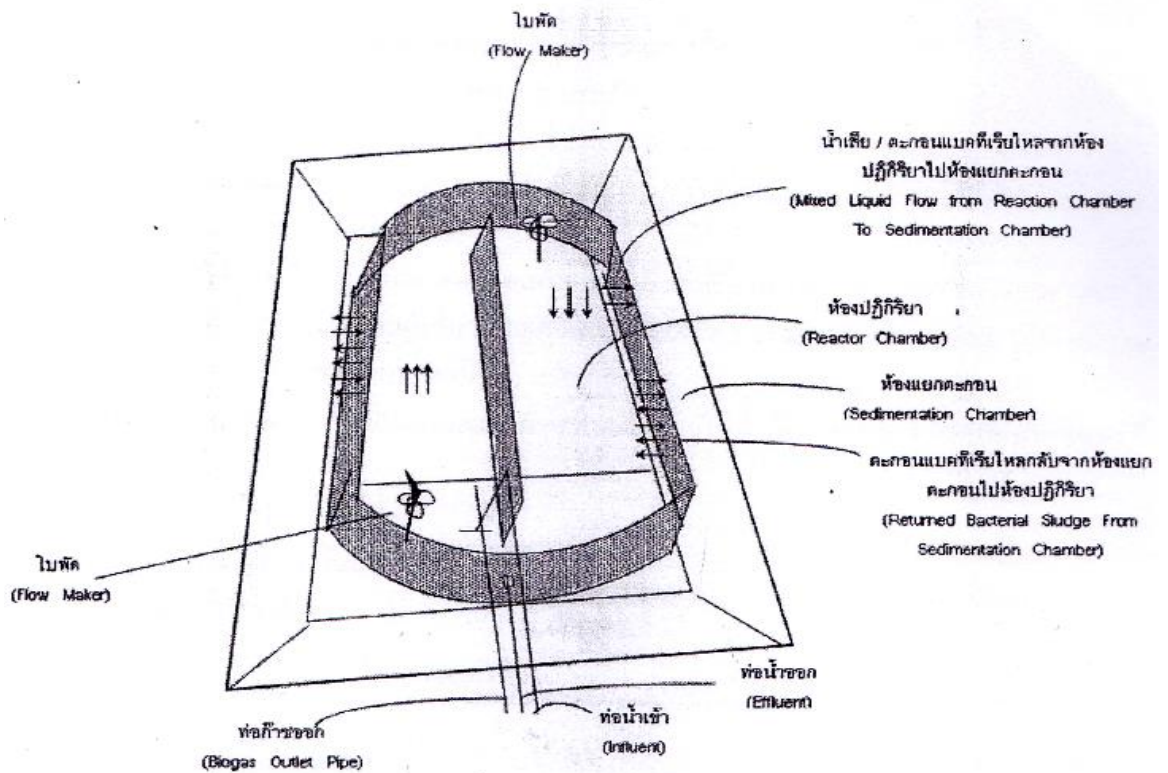 ใบพัด
(Flow Maker)
น้ำเสีย / ตะกอนแบคทีเรียไหลจากห้อง
ปฏิกิริยาไปห้องแยกตะกอน
(Mixed Liquid Flow from Reaction Chamber
To Sedimentation Chamber)
ห้องปฏิกิริยา
(Reactor Chamber)
ห้องแยกตะกอน
(Sedimentation Chamber)
ตะกอนแบคทีเรียไหลกลับจากห้องแยก
ตะกอนไปห้องปฏิกิริยา
(Returned Bacterial Sludge From
Sedimentation Chamber)
ใบพัด
(Flow Maker)
ท่อน้ำออก
(Effluent)
ท่อน้ำเข้า
(Influent)
ท่อก๊าซออก
(Biogas Outlet Pipe)